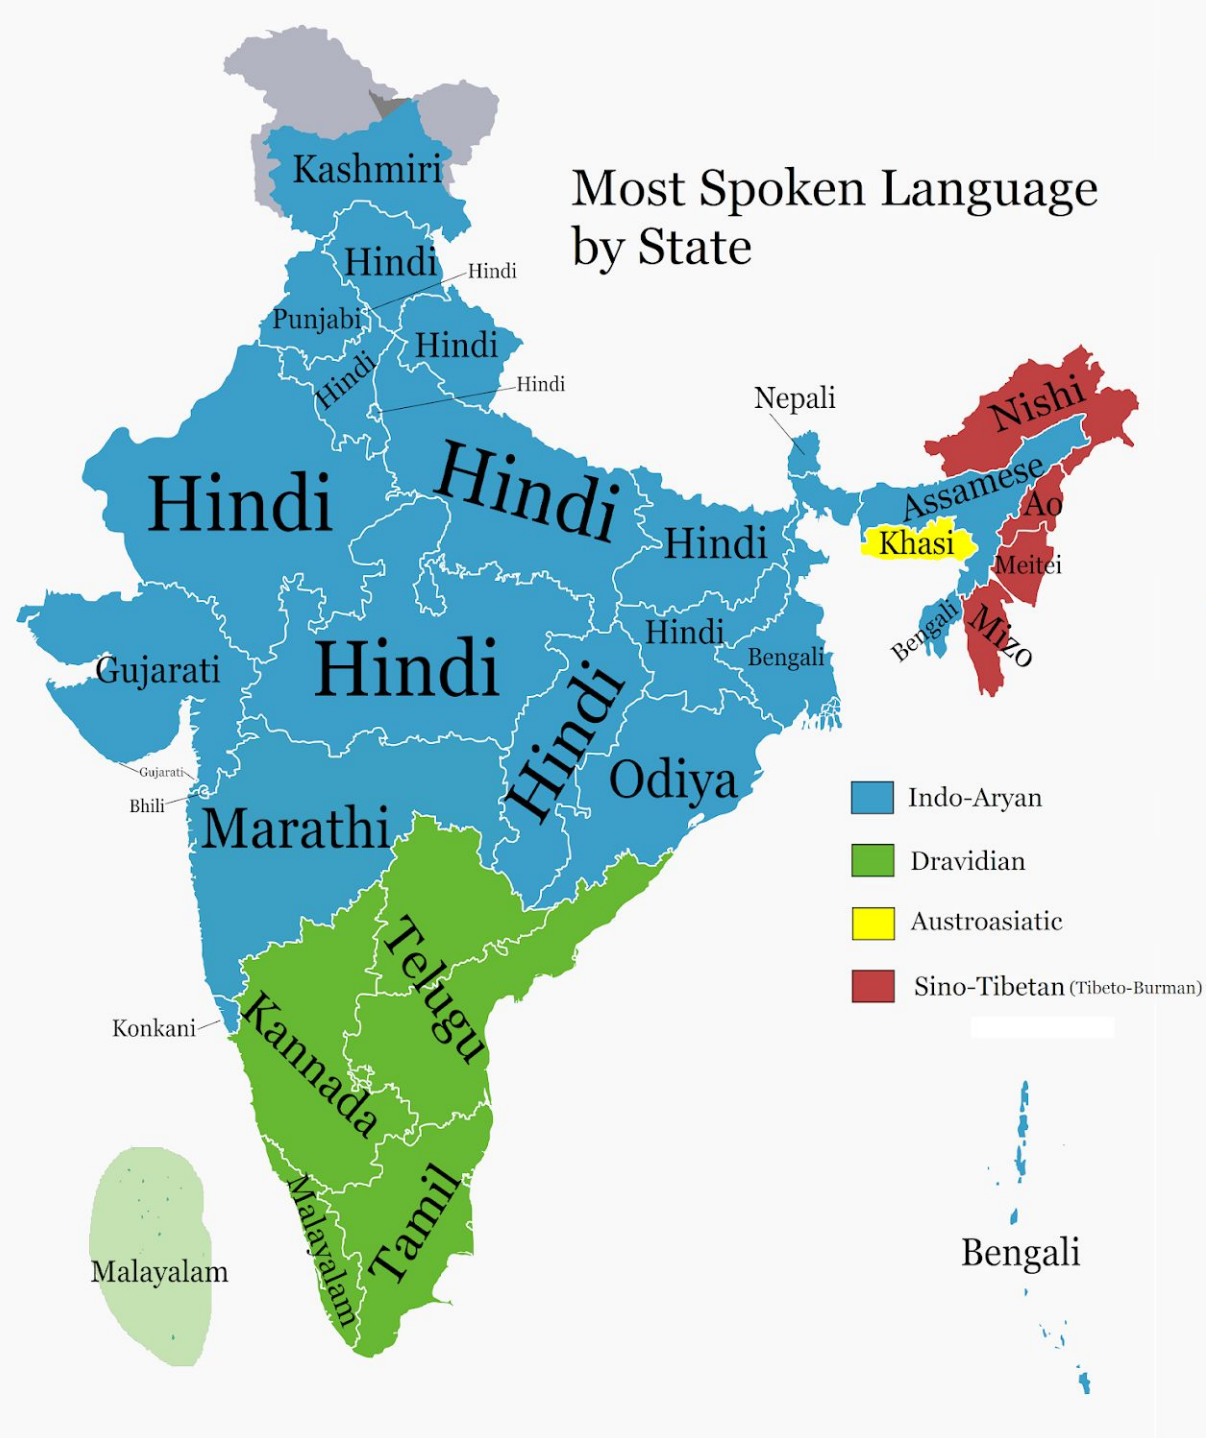 Most Spoken Language
by State
Kashmiri
Hindi
Hindi
Punjabi
Hindi
Hindi
Hindi
Nepali
Nishi
Hindi
Hindi
Assamese
Ao
Hindi
Khasi
Meitei
Hindi
Bengali
Mizo
Gujarati
Hindi
Bengali
Hindi
Gujarati
Odiya
Bhili
Marathi
Indo-Aryan
Dravidian
Austroasiatic
Sino-Tibetan (Tibeto-Burman)
Telugu
Konkani
Kannada
Malayalam
Tamil
Malayalam
Bengali